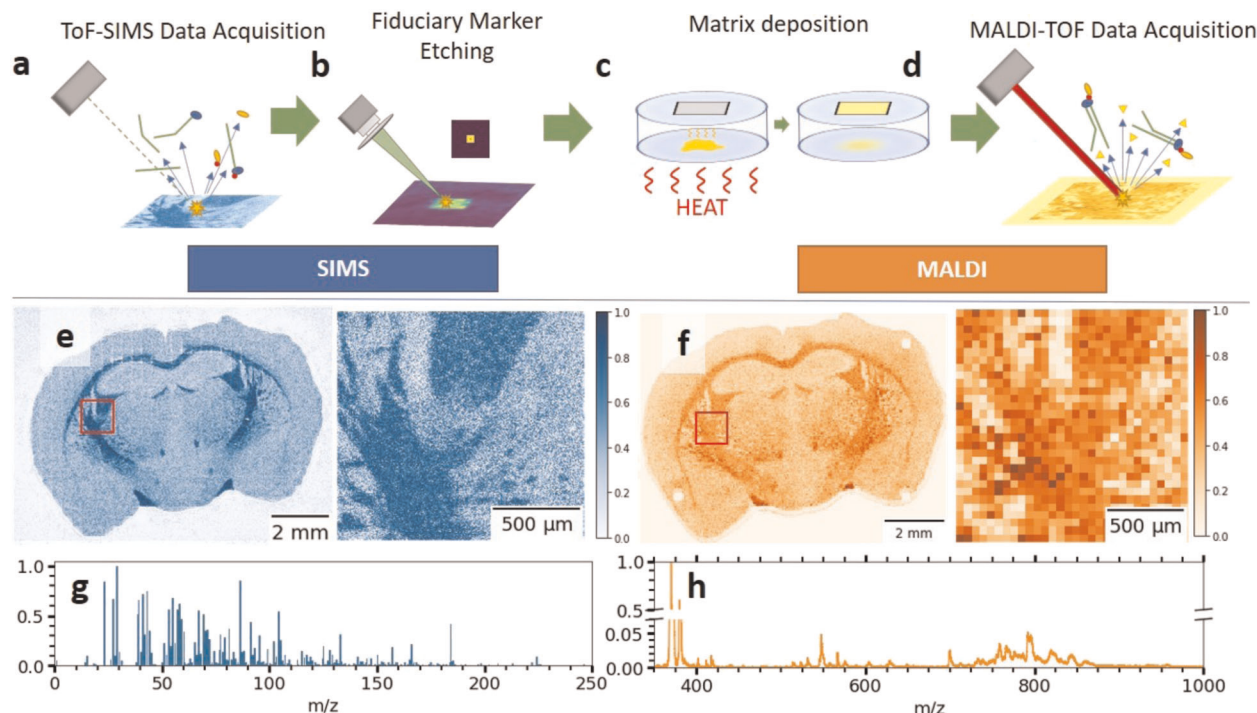 ToF-SIMS Data Acquisition
Fiduciary Marker
Etching
Matrix deposition
MALDI-TOF Data Acquisition
a
b
c
d
HEAT
SIMS
MALDI
e
2 mm
500 µm
1.0
0.8
0.6
0.4
0.2
0.0
f
2 mm
500 µm
1.0
0.8
0.6
0.4
0.2
0.0
g
1.0
0.5
0.0
0 50 100 150 200 250
m/z
h
1.0
0.5
0.05
0.00
400 600 800 1000
m/z